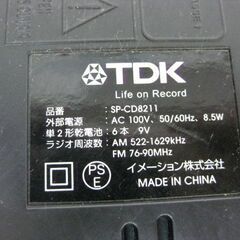 TDK
Life on Record
品番: SP-CD8211
外部電源: AC 100V, 50/60Hz, 8.5W
単2形乾電池: 6本 9V
ラジオ周波数: AM 522-1629kHz
FM 76-90MHz
PS
E
イメーション株式会社
MADE IN CHINA